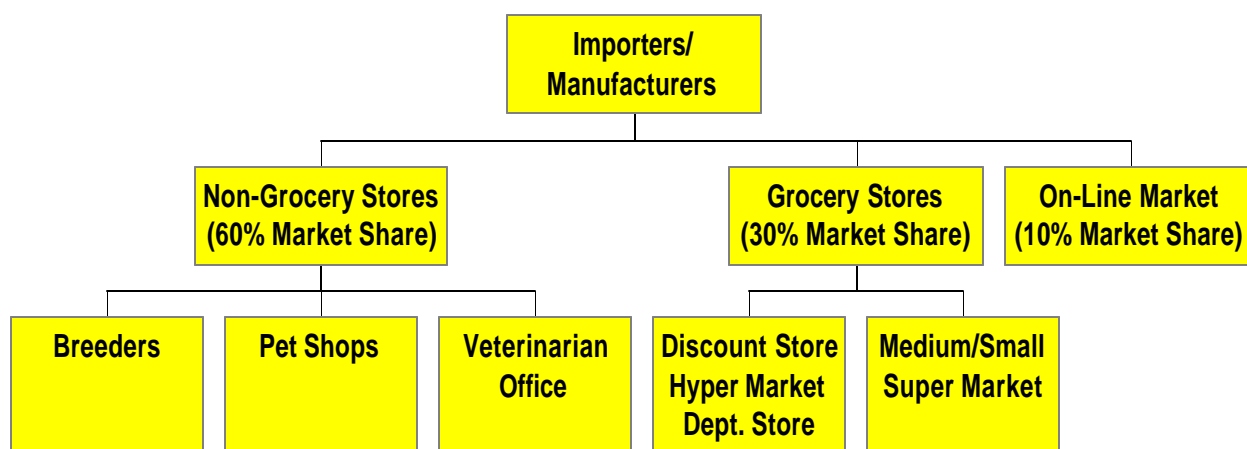 Importers/
Manufacturers
Non-Grocery Stores
(60% Market Share)
Grocery Stores
(30% Market Share)
On-Line Market
(10% Market Share)
Breeders
Pet Shops
Veterinarian
Office
Discount Store
Hyper Market
Dept. Store
Medium/Small
Super Market